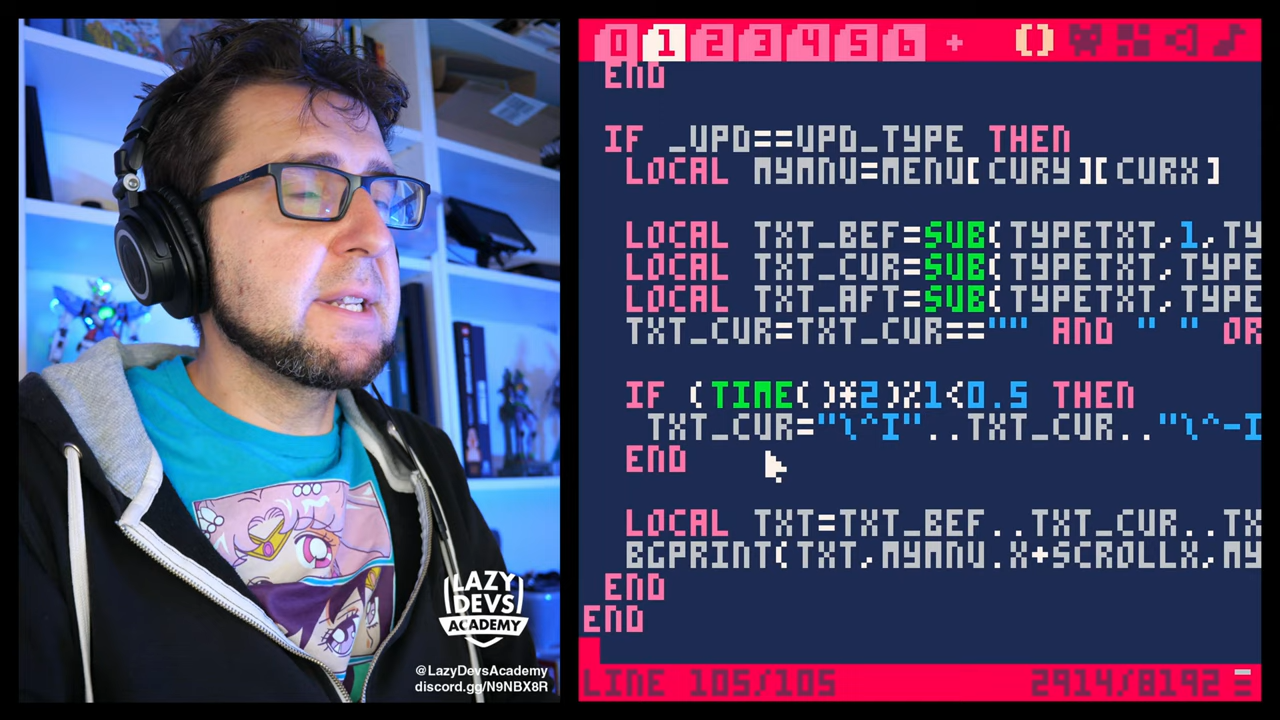 0 1 2 3 4 5 6 + ()
END
IF _UPD==UPD_TYPE THEN
LOCAL MYMNU=MENU[CURY][CURX]
LOCAL TXT_BEF=SUB(TYPETXT,1,TY
LOCAL TXT_CUR=SUB(TYPETXT,TYPE
LOCAL TXT_AFT=SUB(TYPETXT,TYPE
TXT_CUR=TXT_CUR=="" AND " " OR
IF (TIME()*2)%1<0.5 THEN
TXT_CUR="\^I"..TXT_CUR.."\^-I
END
LOCAL TXT=TXT_BEF..TXT_CUR..TX
BGPRINT(TXT,MYMNU.X+SCROLLX,MY
END
END
LINE 105/105
2914/8192
LAZY
DEVS
ACADEMY
@LazyDevsAcademy
discord.gg/N9NBX8R